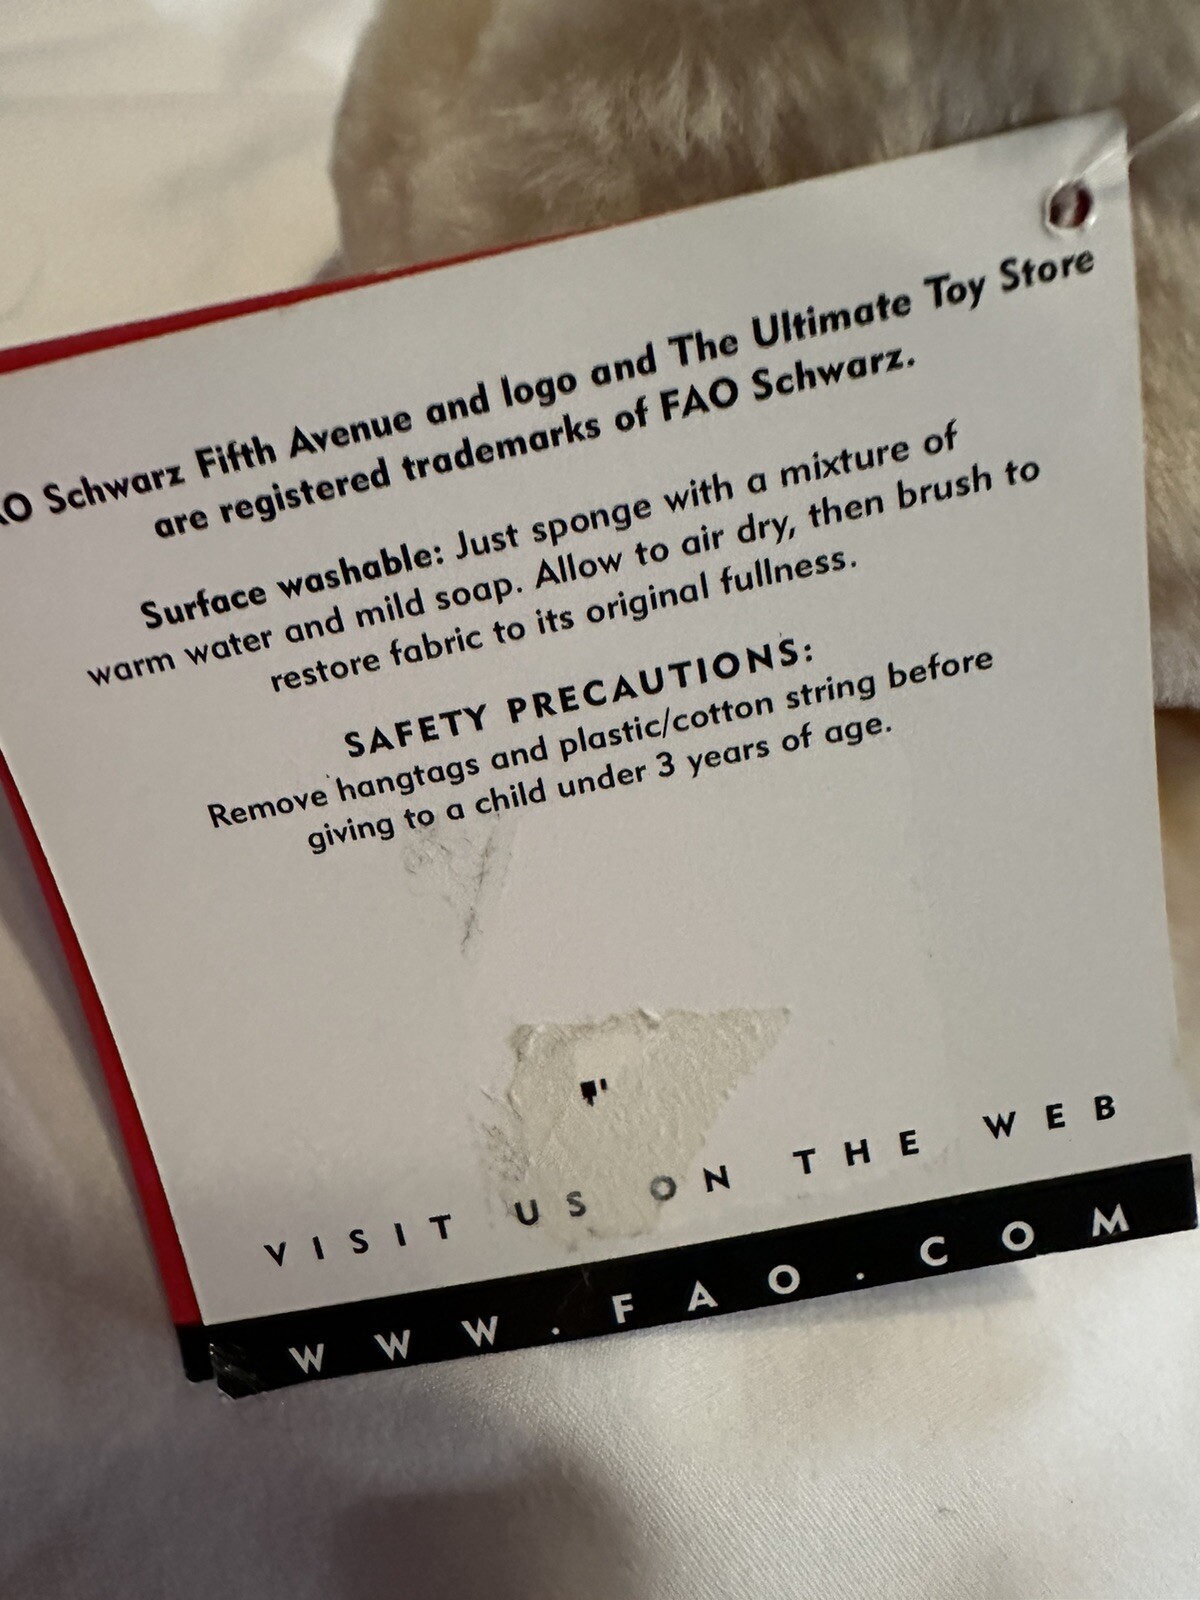 AO Schwarz Fifth Avenue and logo and The Ultimate Toy Store
are registered trademarks of FAO Schwarz.
Surface washable: Just sponge with a mixture of
warm water and mild soap. Allow to air dry, then brush to
restore fabric to its original fullness.
SAFETY PRECAUTIONS:
Remove hangtags and plastic/cotton string before
giving to a child under 3 years of age.
VISIT US ON THE WEB
WWW.FAO.COM